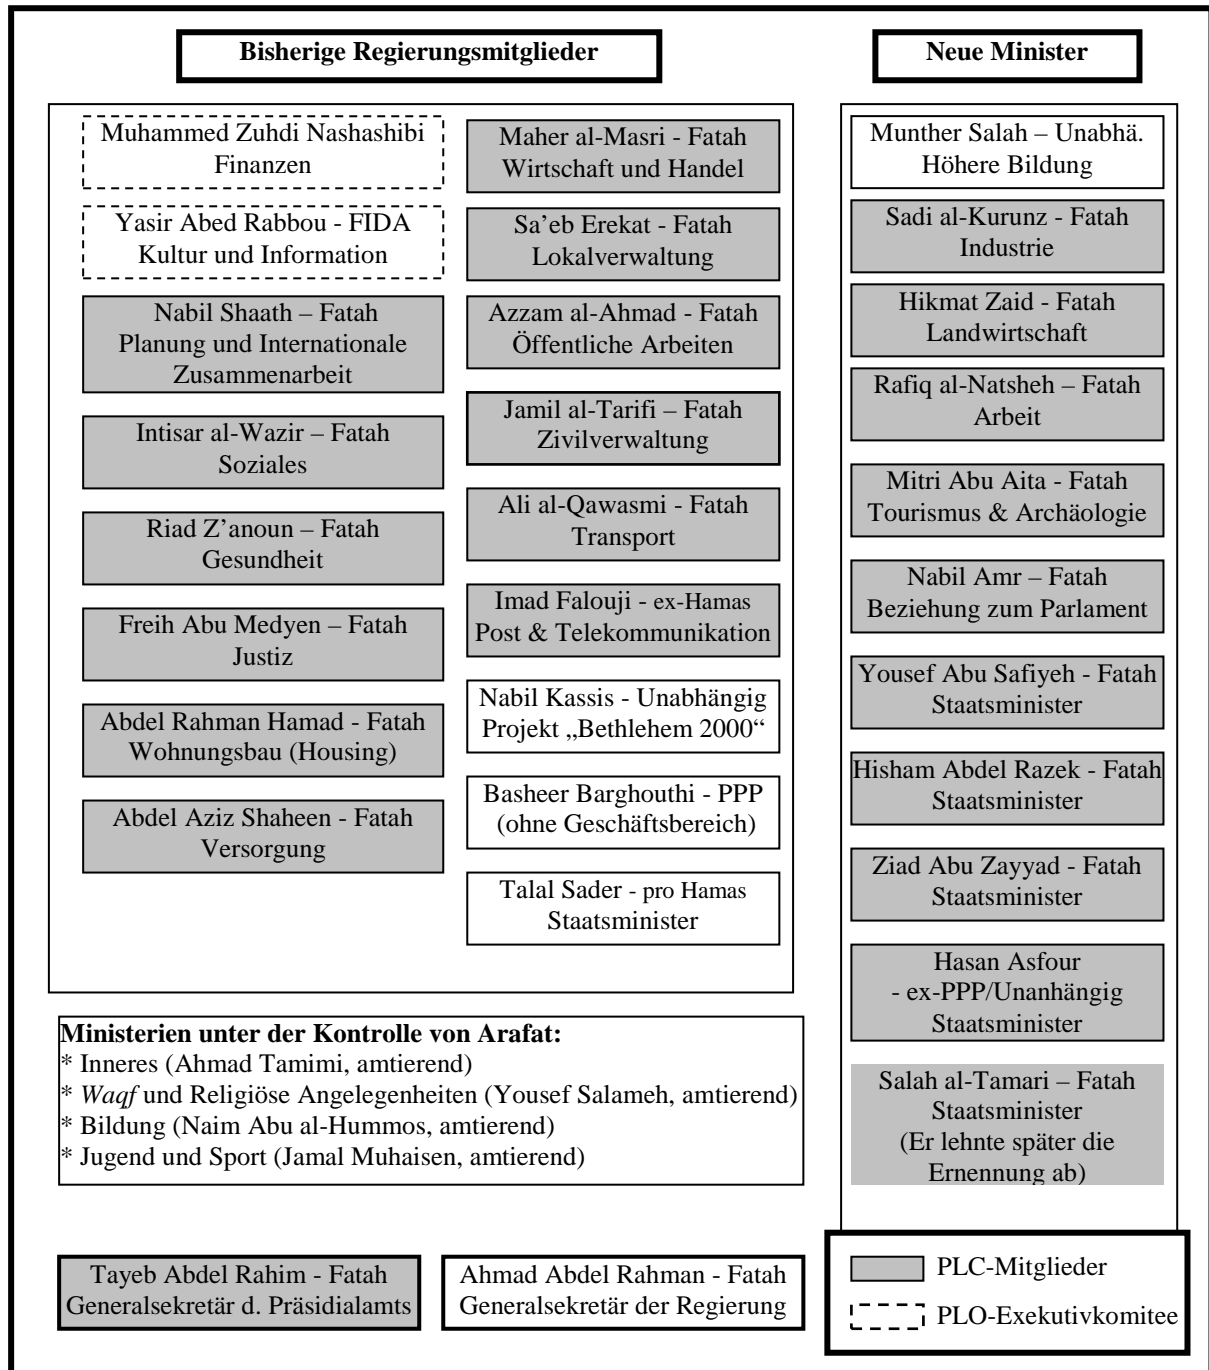 Bisherige Regierungsmitglieder
Neue Minister
Muhammed Zuhdi Nashashibi
Finanzen
Yasir Abed Rabbou - FIDA
Kultur und Information
Nabil Shaath – Fatah
Planung und Internationale
Zusammenarbeit
Intisar al-Wazir – Fatah
Soziales
Riad Z’anoun – Fatah
Gesundheit
Freih Abu Medyen – Fatah
Justiz
Abdel Rahman Hamad - Fatah
Wohnungsbau (Housing)
Abdel Aziz Shaheen - Fatah
Versorgung
Maher al-Masri - Fatah
Wirtschaft und Handel
Sa’eb Erekat - Fatah
Lokalverwaltung
Azzam al-Ahmad - Fatah
Öffentliche Arbeiten
Jamil al-Tarifi – Fatah
Zivilverwaltung
Ali al-Qawasmi - Fatah
Transport
Imad Falouji - ex-Hamas
Post & Telekommunikation
Nabil Kassis - Unabhängig
Projekt „Bethlehem 2000“
Basheer Barghouthi - PPP
(ohne Geschäftsbereich)
Talal Sader - pro Hamas
Staatsminister
Munther Salah – Unabhä.
Höhere Bildung
Sadi al-Kurunz - Fatah
Industrie
Hikmat Zaid - Fatah
Landwirtschaft
Rafiq al-Natsheh – Fatah
Arbeit
Mitri Abu Aita - Fatah
Tourismus & Archäologie
Nabil Amr – Fatah
Beziehung zum Parlament
Yousef Abu Safiyeh - Fatah
Staatsminister
Hisham Abdel Razek - Fatah
Staatsminister
Ziad Abu Zayyad - Fatah
Staatsminister
Hasan Asfour
- ex-PPP/Unanhängig
Staatsminister
Salah al-Tamari – Fatah
Staatsminister
(Er lehnte später die
Ernennung ab)
Ministerien unter der Kontrolle von Arafat:
* Inneres (Ahmad Tamimi, amtierend)
* Waqf und Religiöse Angelegenheiten (Yousef Salameh, amtierend)
* Bildung (Naim Abu al-Hummos, amtierend)
* Jugend und Sport (Jamal Muhaisen, amtierend)
Tayeb Abdel Rahim - Fatah
Generalsekretär d. Präsidialamts
Ahmad Abdel Rahman - Fatah
Generalsekretär der Regierung
PLC-Mitglieder
PLO-Exekutivkomitee